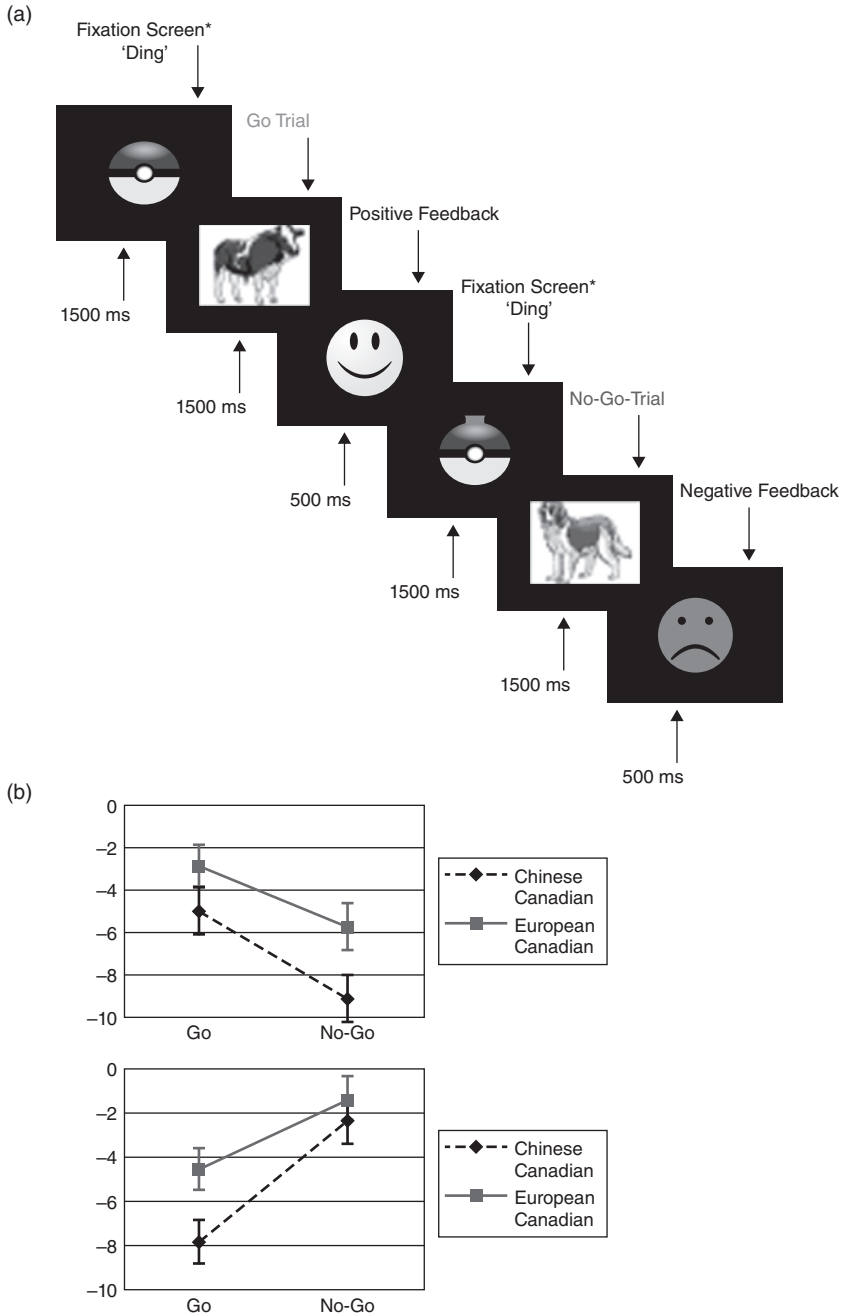 (a)
Fixation Screen*
‘Ding’
Go Trial
Positive Feedback
Fixation Screen*
‘Ding’
No-Go-Trial
Negative Feedback
1500 ms
1500 ms
500 ms
1500 ms
1500 ms
500 ms
(b)
0
–2
–4
–6
–8
–10
Go
No-Go
Chinese
Canadian
European
Canadian
0
–2
–4
–6
–8
–10
Go
No-Go
Chinese
Canadian
European
Canadian